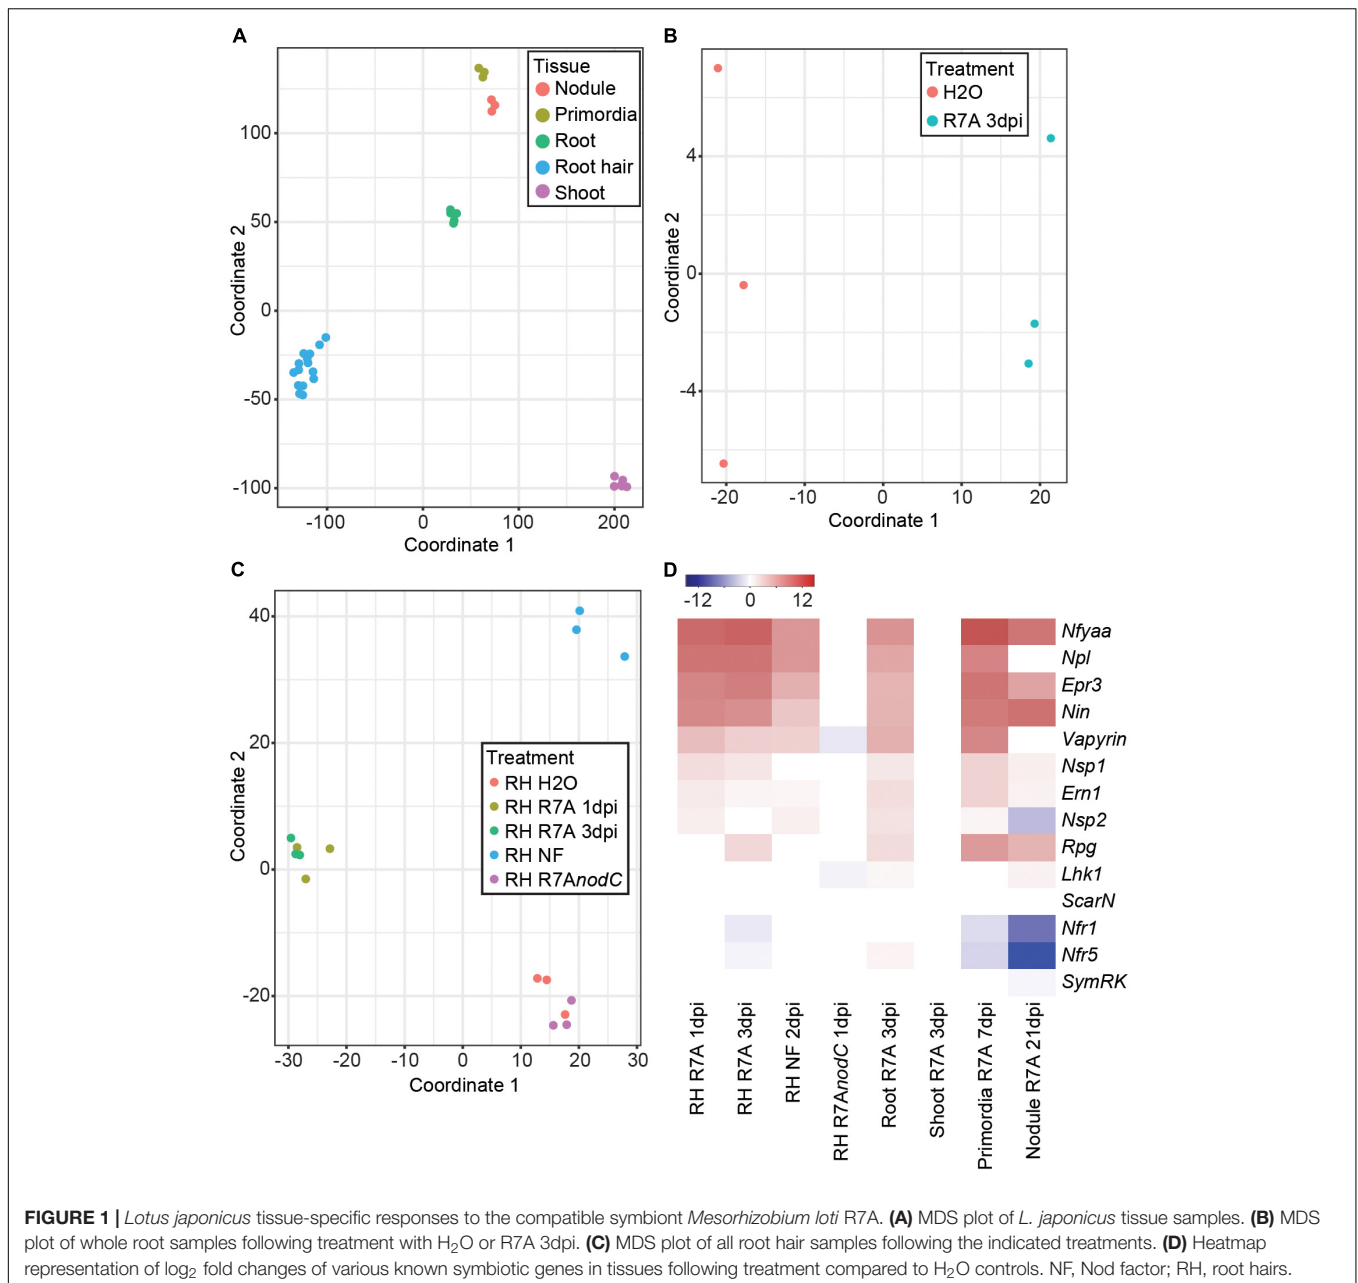 A
Tissue
Nodule
Primordia
Root
Root hair
Shoot
100
50
0
-50
-100
Coordinate 2
-100 0 100 200
Coordinate 1
B
Treatment
H2O
R7A 3dpi
4
0
-4
Coordinate 2
-20 -10 0 10 20
Coordinate 1
C
Treatment
RH H2O
RH R7A 1dpi
RH R7A 3dpi
RH NF
RH R7AnodC
40
20
0
-20
Coordinate 2
-30 -20 -10 0 10 20 30
Coordinate 1
D
-12 0 12
Nfyaa
Npl
Epr3
Nin
Vapyrin
Nsp1
Ern1
Nsp2
Rpg
Lhk1
ScarN
Nfr1
Nfr5
SymRK
RH R7A 1dpi
RH R7A 3dpi
RH NF 2dpi
RH R7AnodC 1dpi
Root R7A 3dpi
Shoot R7A 3dpi
Primordia R7A 7dpi
Nodule R7A 21dpi
FIGURE 1 | Lotus japonicus tissue-specific responses to the compatible symbiont Mesorhizobium loti R7A. (A) MDS plot of L. japonicus tissue samples. (B) MDS
plot of whole root samples following treatment with H₂O or R7A 3dpi. (C) MDS plot of all root hair samples following the indicated treatments. (D) Heatmap
representation of log₂ fold changes of various known symbiotic genes in tissues following treatment compared to H₂O controls. NF, Nod factor; RH, root hairs.